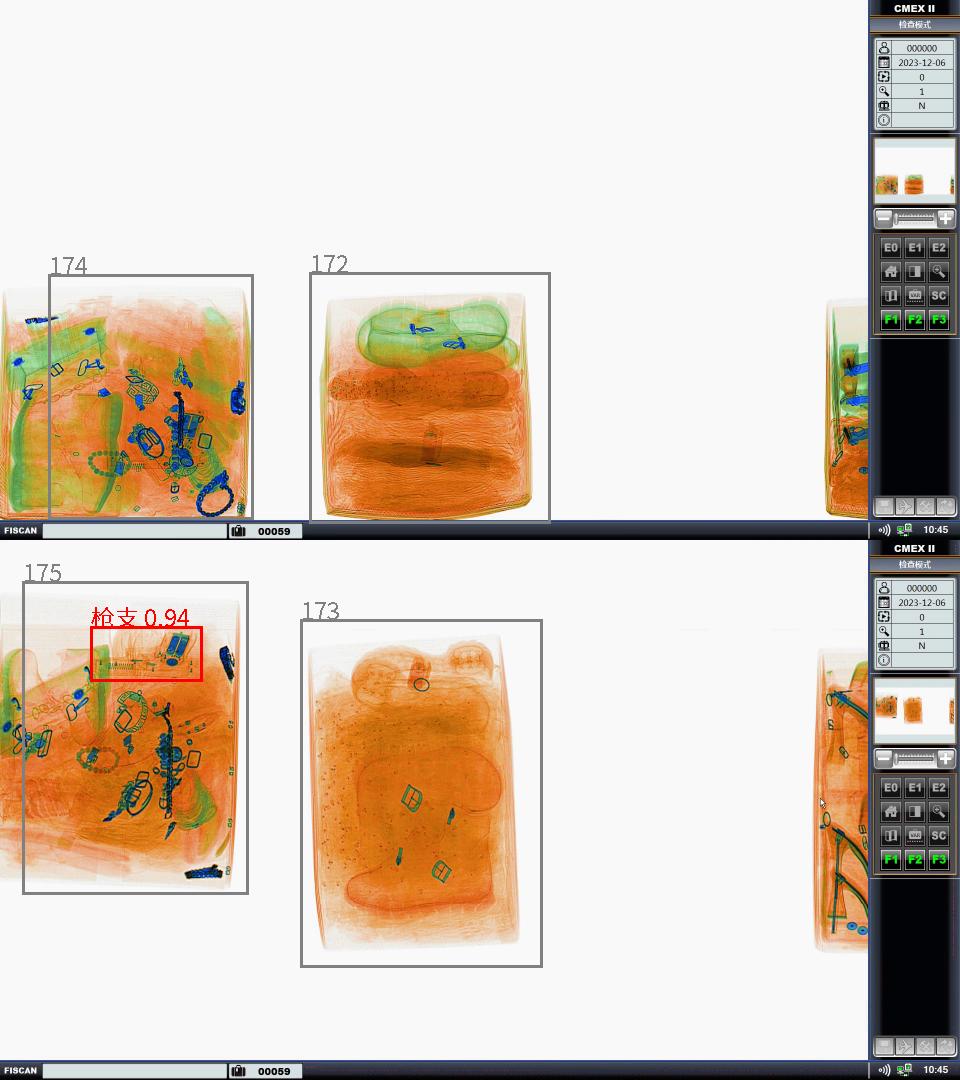 CMEX II
检查模式
000000
2023-12-06
0
1
N
E0 E1 E2
VAR SC
F1 F2 F3
174
172
FISCAN
00059
10:45
CMEX II
检查模式
000000
2023-12-06
0
1
N
E0 E1 E2
VAR SC
F1 F2 F3
175
枪支 0.94
173
FISCAN
00059
10:45